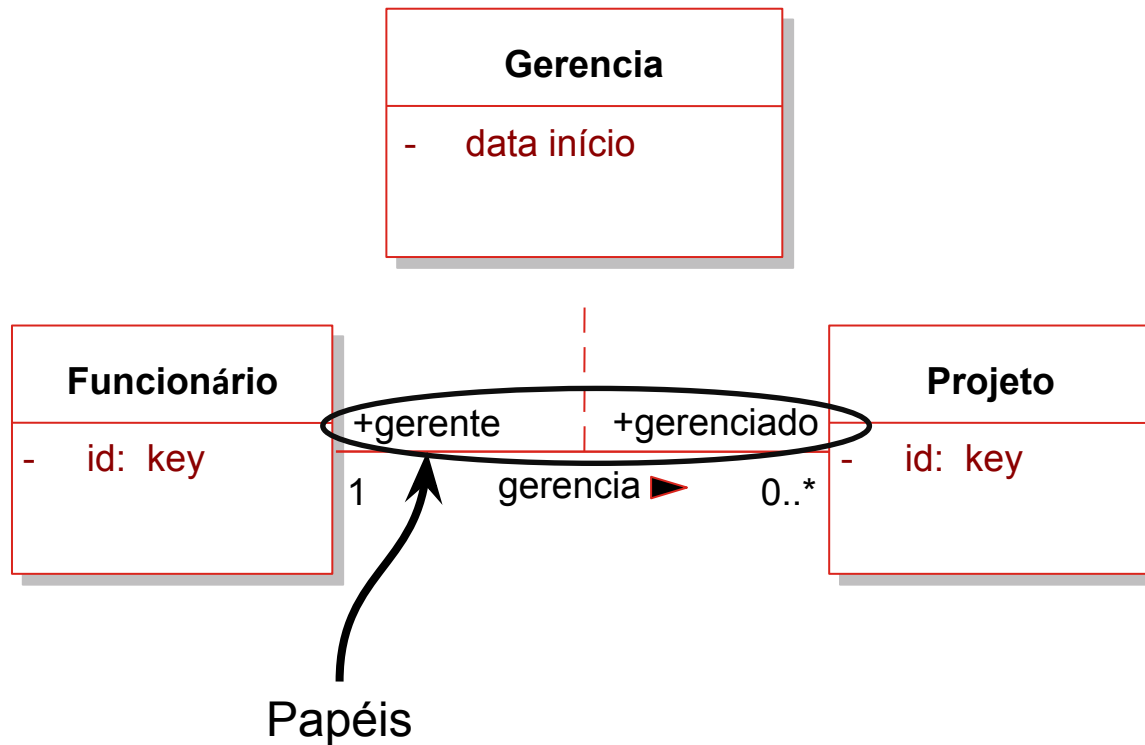 Gerencia
- data início
Funcionário
- id: key
Projeto
- id: key
+gerente +gerenciado
1 gerencia 0..*
Papéis